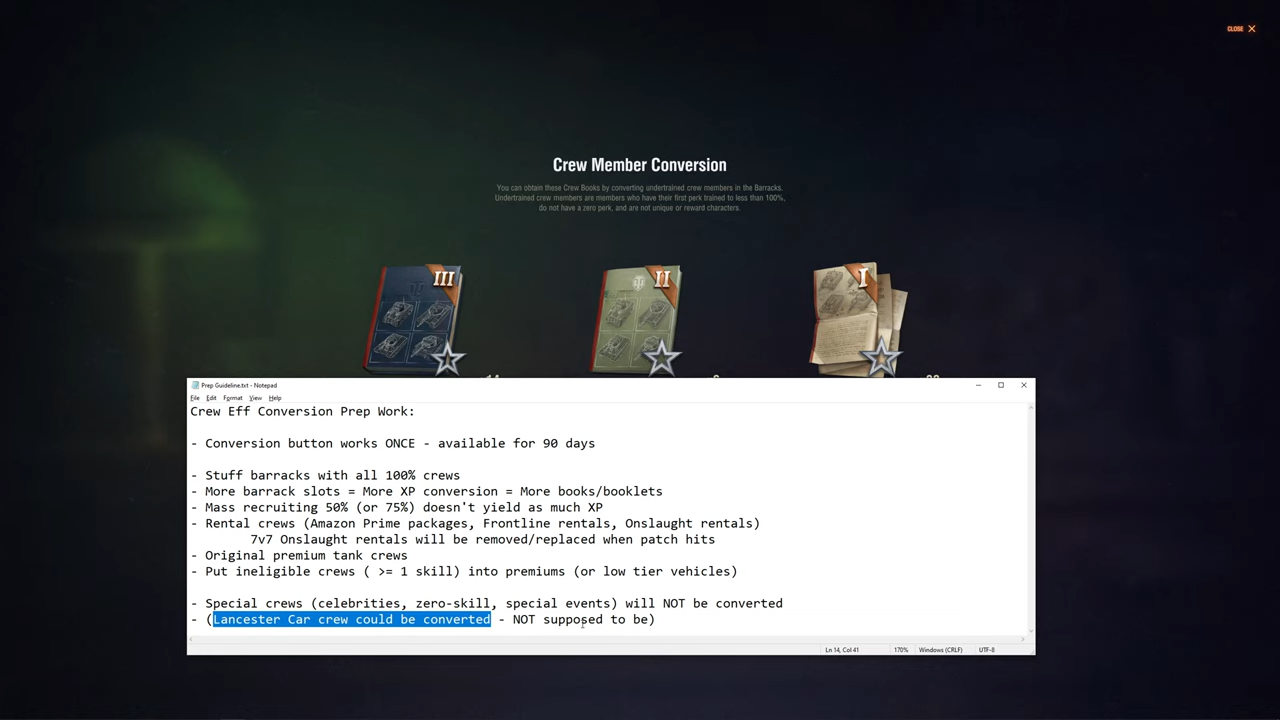 CLOSE X
Crew Member Conversion
You can obtain these Crew Books by converting undertrained crew members in the Barracks.
Undertrained crew members are members who have their first perk trained to less than 100%,
do not have a zero perk, and are not unique or reward characters.
III
II
I
Prep Guideline.txt - Notepad
File Edit Format View Help
Crew Eff Conversion Prep Work:
- Conversion button works ONCE - available for 90 days
- Stuff barracks with all 100% crews
- More barrack slots = More XP conversion = More books/booklets
- Mass recruiting 50% (or 75%) doesn't yield as much XP
- Rental crews (Amazon Prime packages, Frontline rentals, Onslaught rentals)
7v7 Onslaught rentals will be removed/replaced when patch hits
- Original premium tank crews
- Put ineligible crews ( >= 1 skill) into premiums (or low tier vehicles)
- Special crews (celebrities, zero-skill, special events) will NOT be converted
- (Lancester Car crew could be converted - NOT supposed to be)
Ln 14, Col 41 170% Windows (CRLF) UTF-8